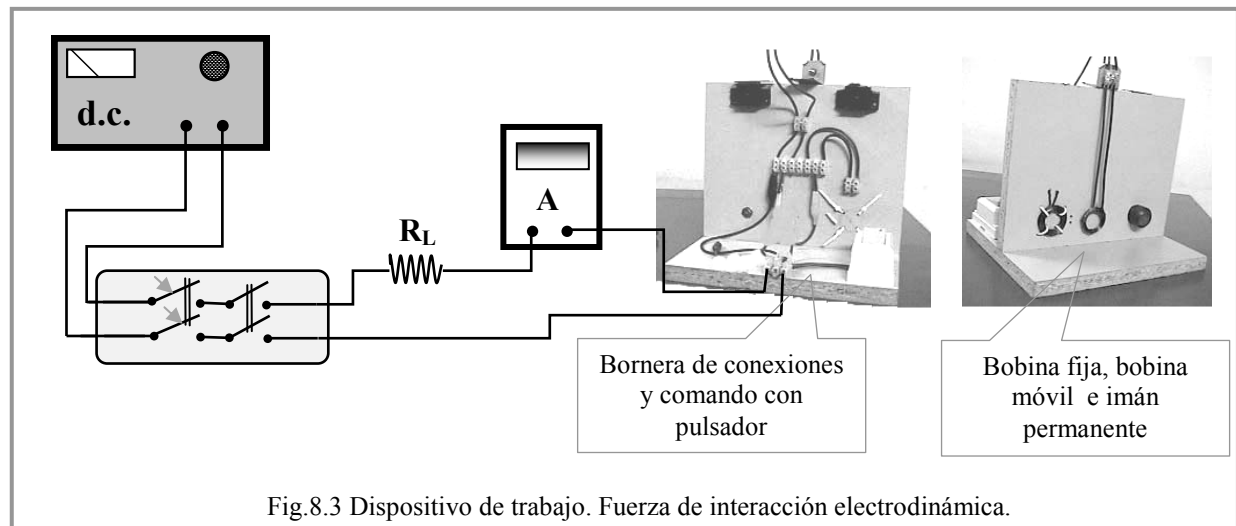 d.c.
A
R_L
Bornera de conexiones
y comando con
pulsador
Bobina fija, bobina
móvil e imán
permanente
Fig.8.3 Dispositivo de trabajo. Fuerza de interacción electrodinámica.